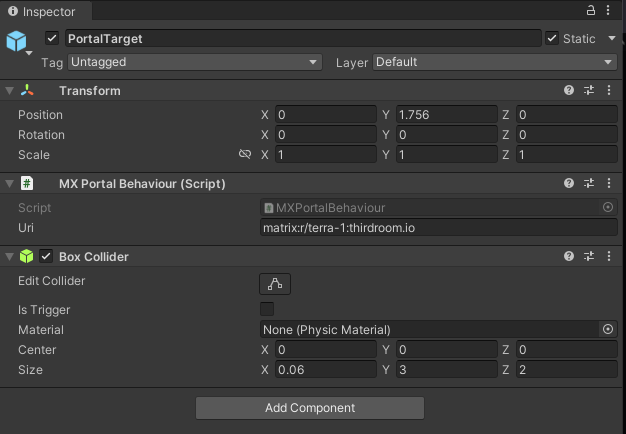 Inspector
PortalTarget Static
Tag Untagged Layer Default
Transform
Position X 0 Y 1.756 Z 0
Rotation X 0 Y 0 Z 0
Scale X 1 Y 1 Z 1
# MX Portal Behaviour (Script)
Script # MXPortalBehaviour
Uri matrix:r/terra-1:thirdroom.io
Box Collider
Edit Collider
Is Trigger
Material None (Physic Material)
Center X 0 Y 0 Z 0
Size X 0.06 Y 3 Z 2
Add Component